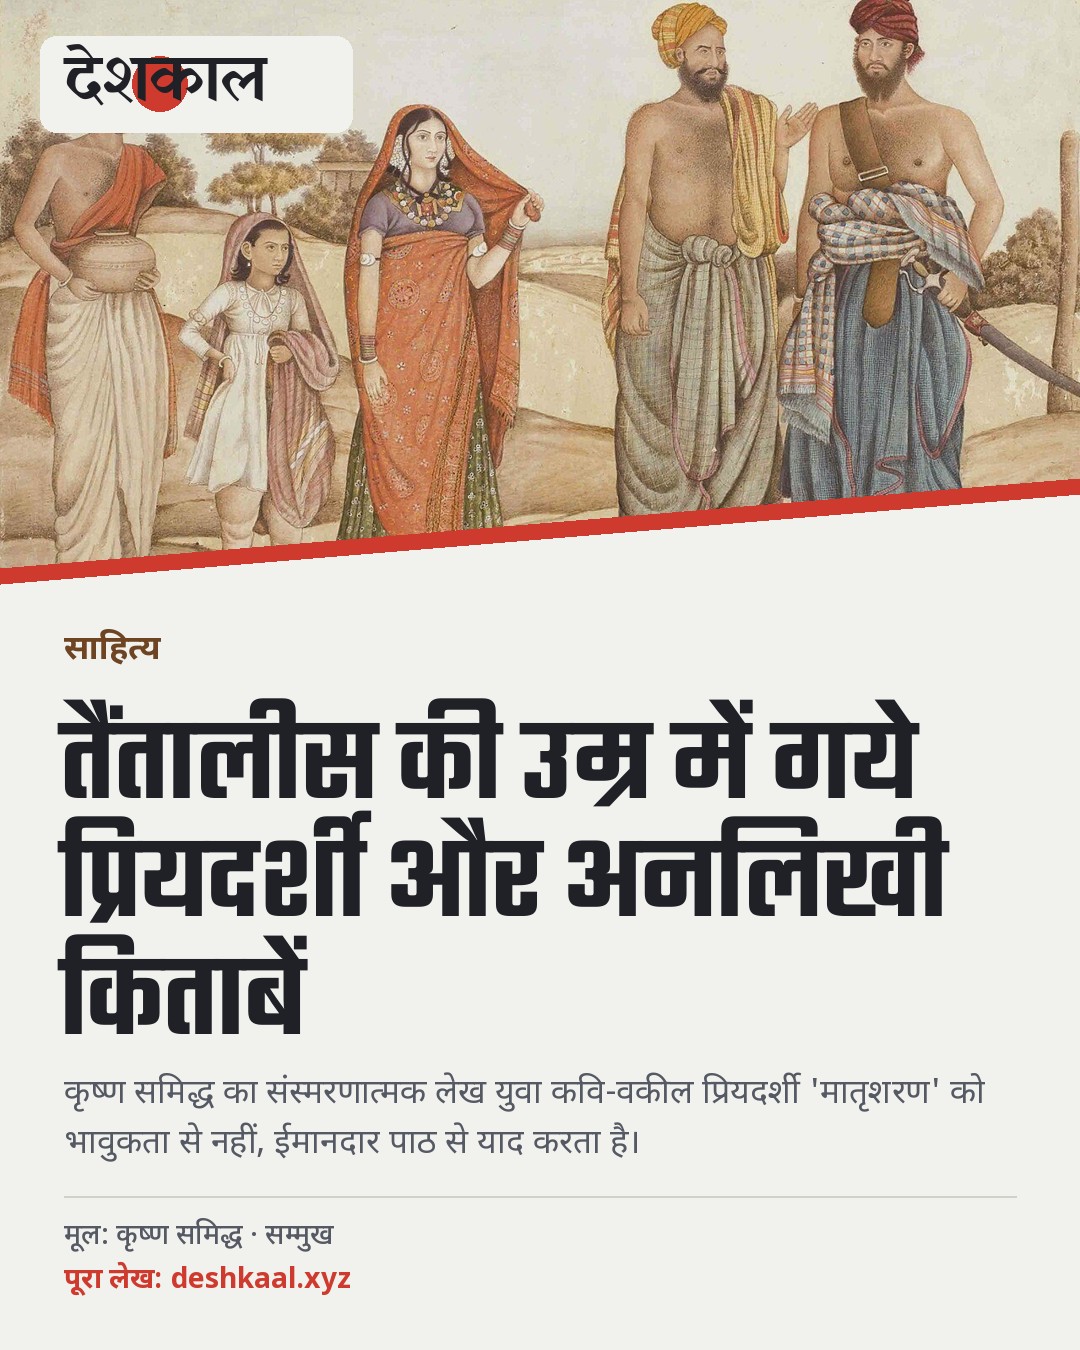 देशकाल
साहित्य
तैंतालीस की उम्र में गये
प्रियदर्शी और अनलिखी
किताबें
कृष्ण समिद्ध का संस्मरणात्मक लेख युवा कवि-वकील प्रियदर्शी 'मातृशरण' को
भावुकता से नहीं, ईमानदार पाठ से याद करता है।
मूल: कृष्ण समिद्ध · सम्मुख
पूरा लेख: deshkaal.xyz